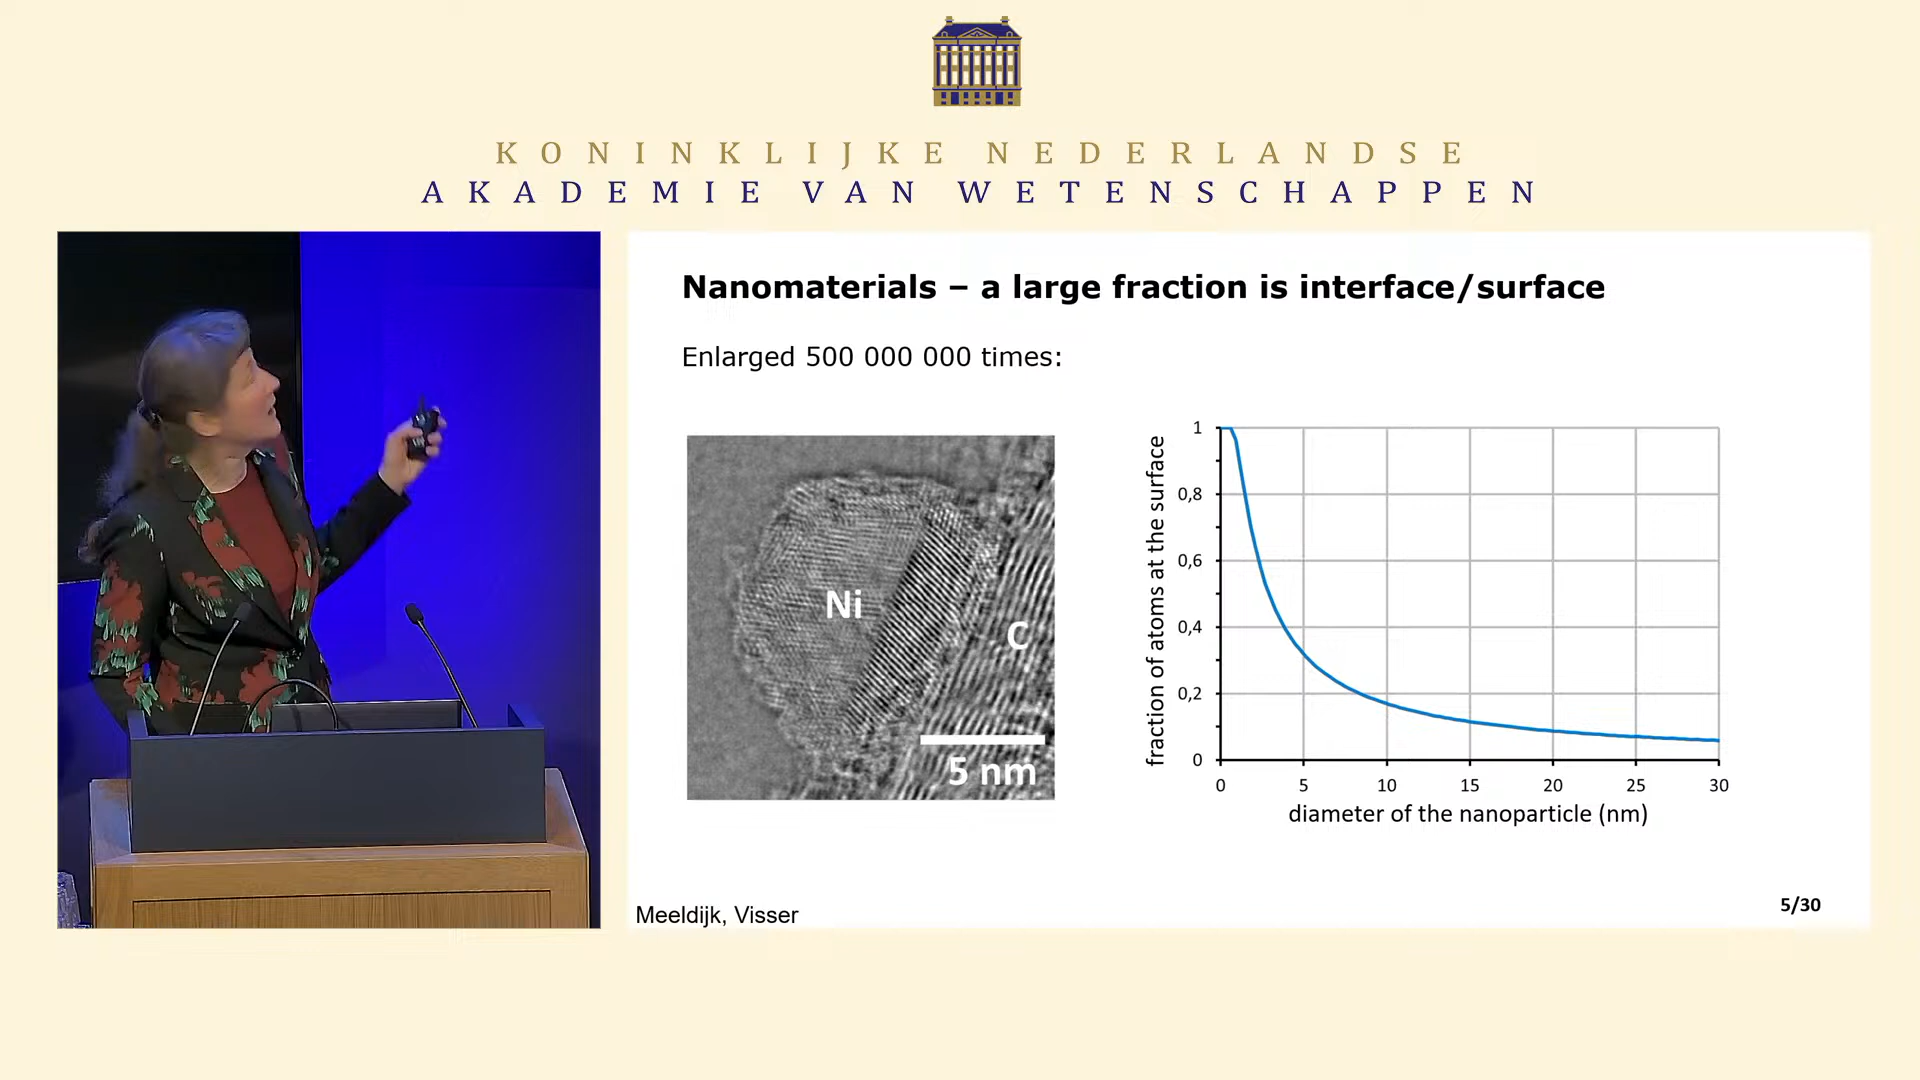 KONINKLIJKE NEDERLANDSE
AKADEMIE VAN WETENSCHAPPEN
Nanomaterials – a large fraction is interface/surface
Enlarged 500 000 000 times:
Ni
C
5 nm
fraction of atoms at the surface
1
0,8
0,6
0,4
0,2
0
0 5 10 15 20 25 30
diameter of the nanoparticle (nm)
Meeldijk, Visser
5/30